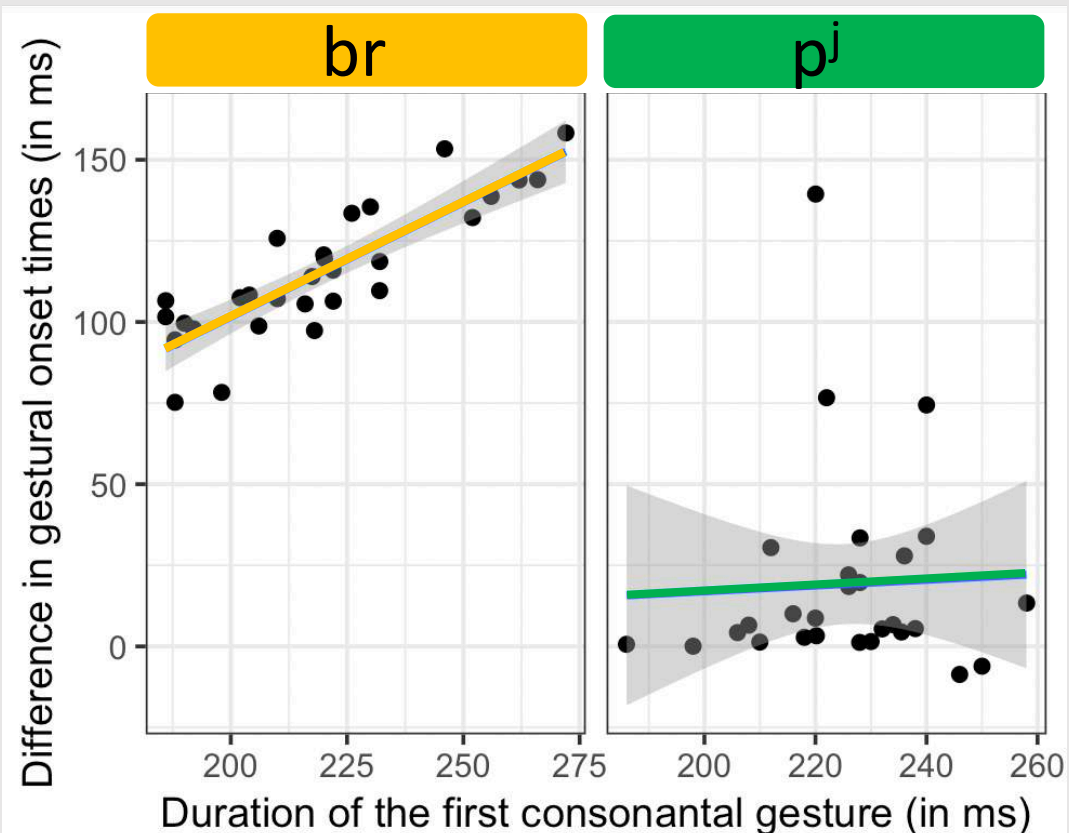 br
pʲ
Difference in gestural onset times (in ms)
150
100
50
0
200 225 250 275
200 220 240 260
Duration of the first consonantal gesture (in ms)